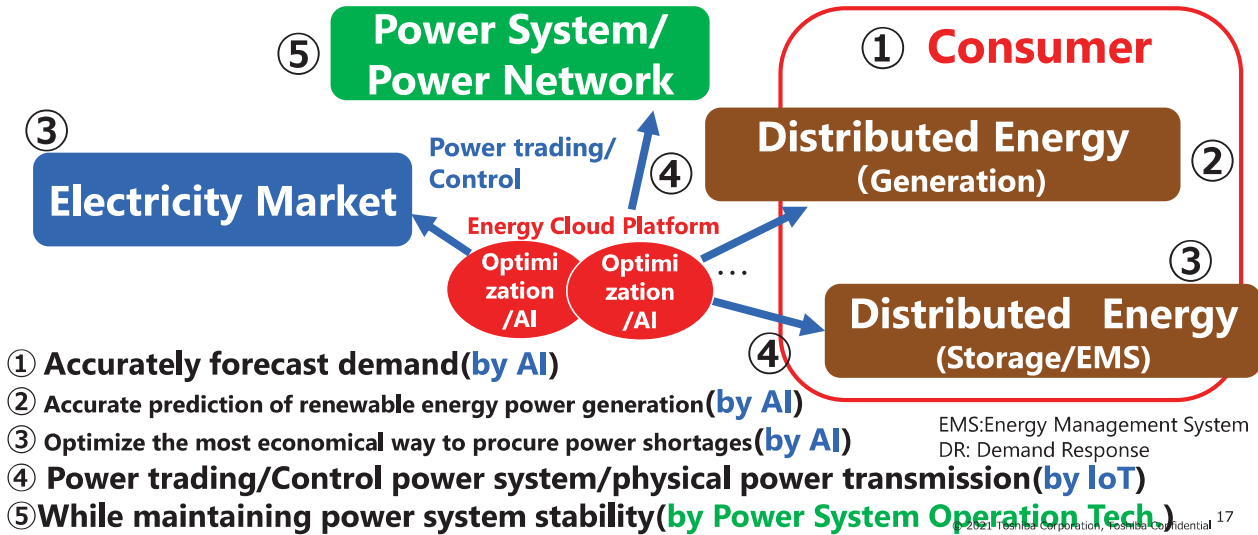 ⑤
Power System/
Power Network
① Consumer
③
Electricity Market
Power trading/
Control
④
Distributed Energy
(Generation)
②
Energy Cloud Platform
Optimi
zation
/AI
Optimi
zation
/AI
...
③
Distributed Energy
(Storage/EMS)
④
① Accurately forecast demand(by AI)
② Accurate prediction of renewable energy power generation(by AI)
③ Optimize the most economical way to procure power shortages(by AI)
EMS:Energy Management System
DR: Demand Response
④ Power trading/Control power system/physical power transmission(by IoT)
⑤While maintaining power system stability(by Power System Operation Tech.)
© 2021 Toshiba Corporation, Toshiba Confidential
17